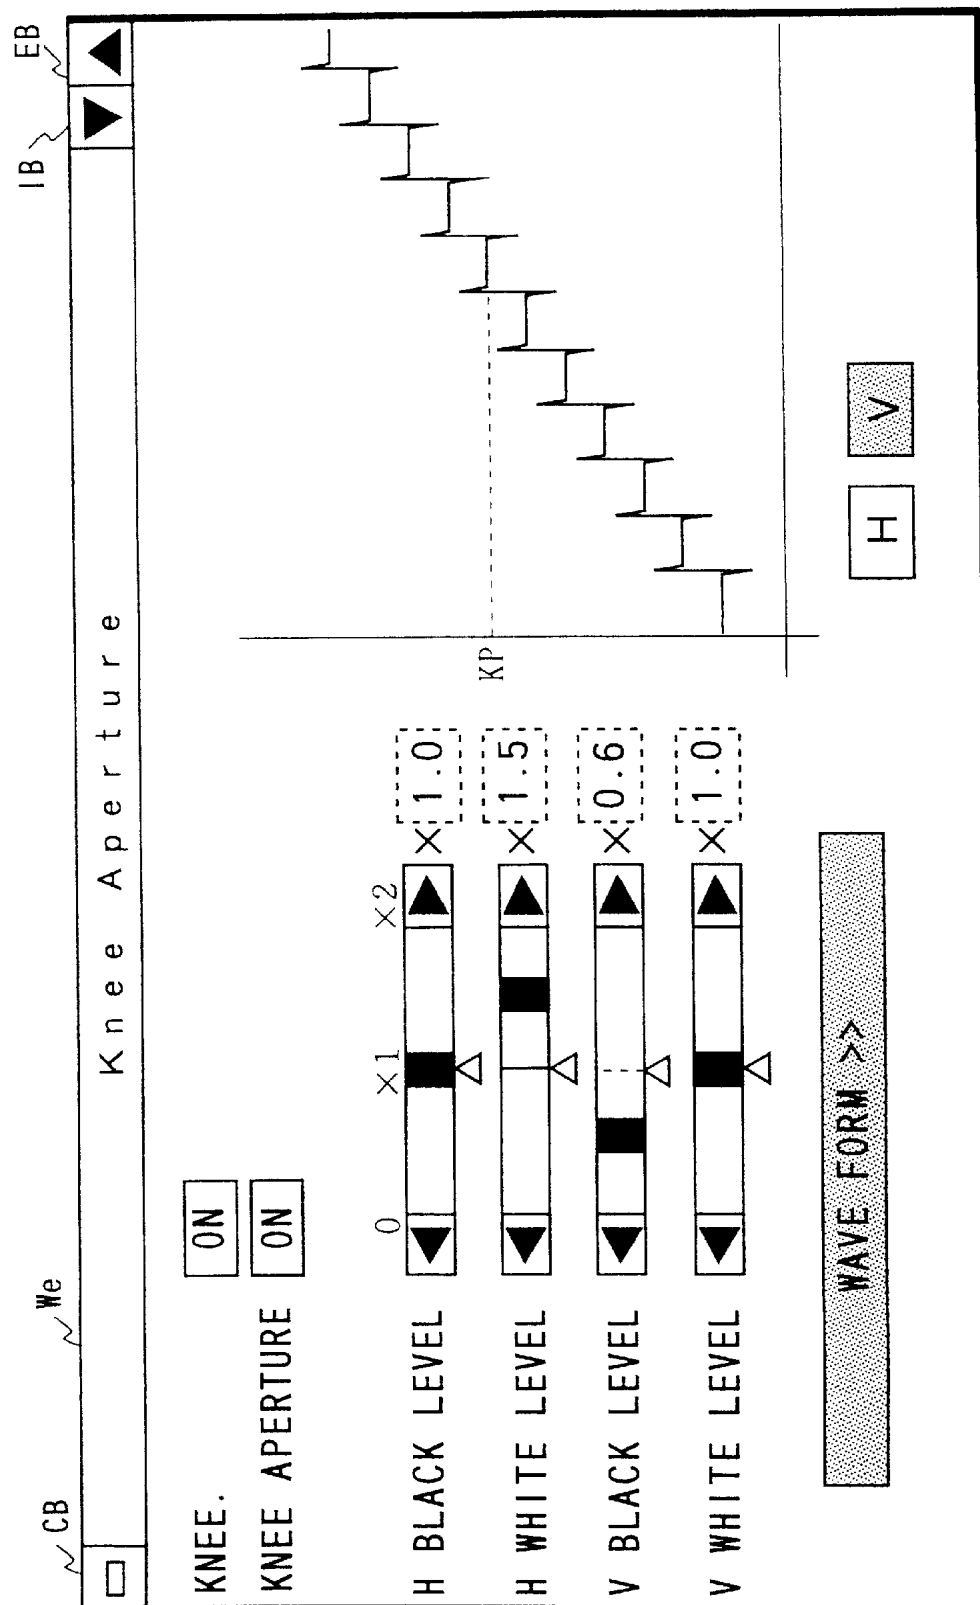 CB We IB EB
Knee Aperture
KNEE. ON
KNEE APERTURE ON
0 ×1 ×2
H BLACK LEVEL ×1.0
H WHITE LEVEL ×1.5
V BLACK LEVEL ×0.6
V WHITE LEVEL ×1.0
WAVE FORM >>
KP
H V